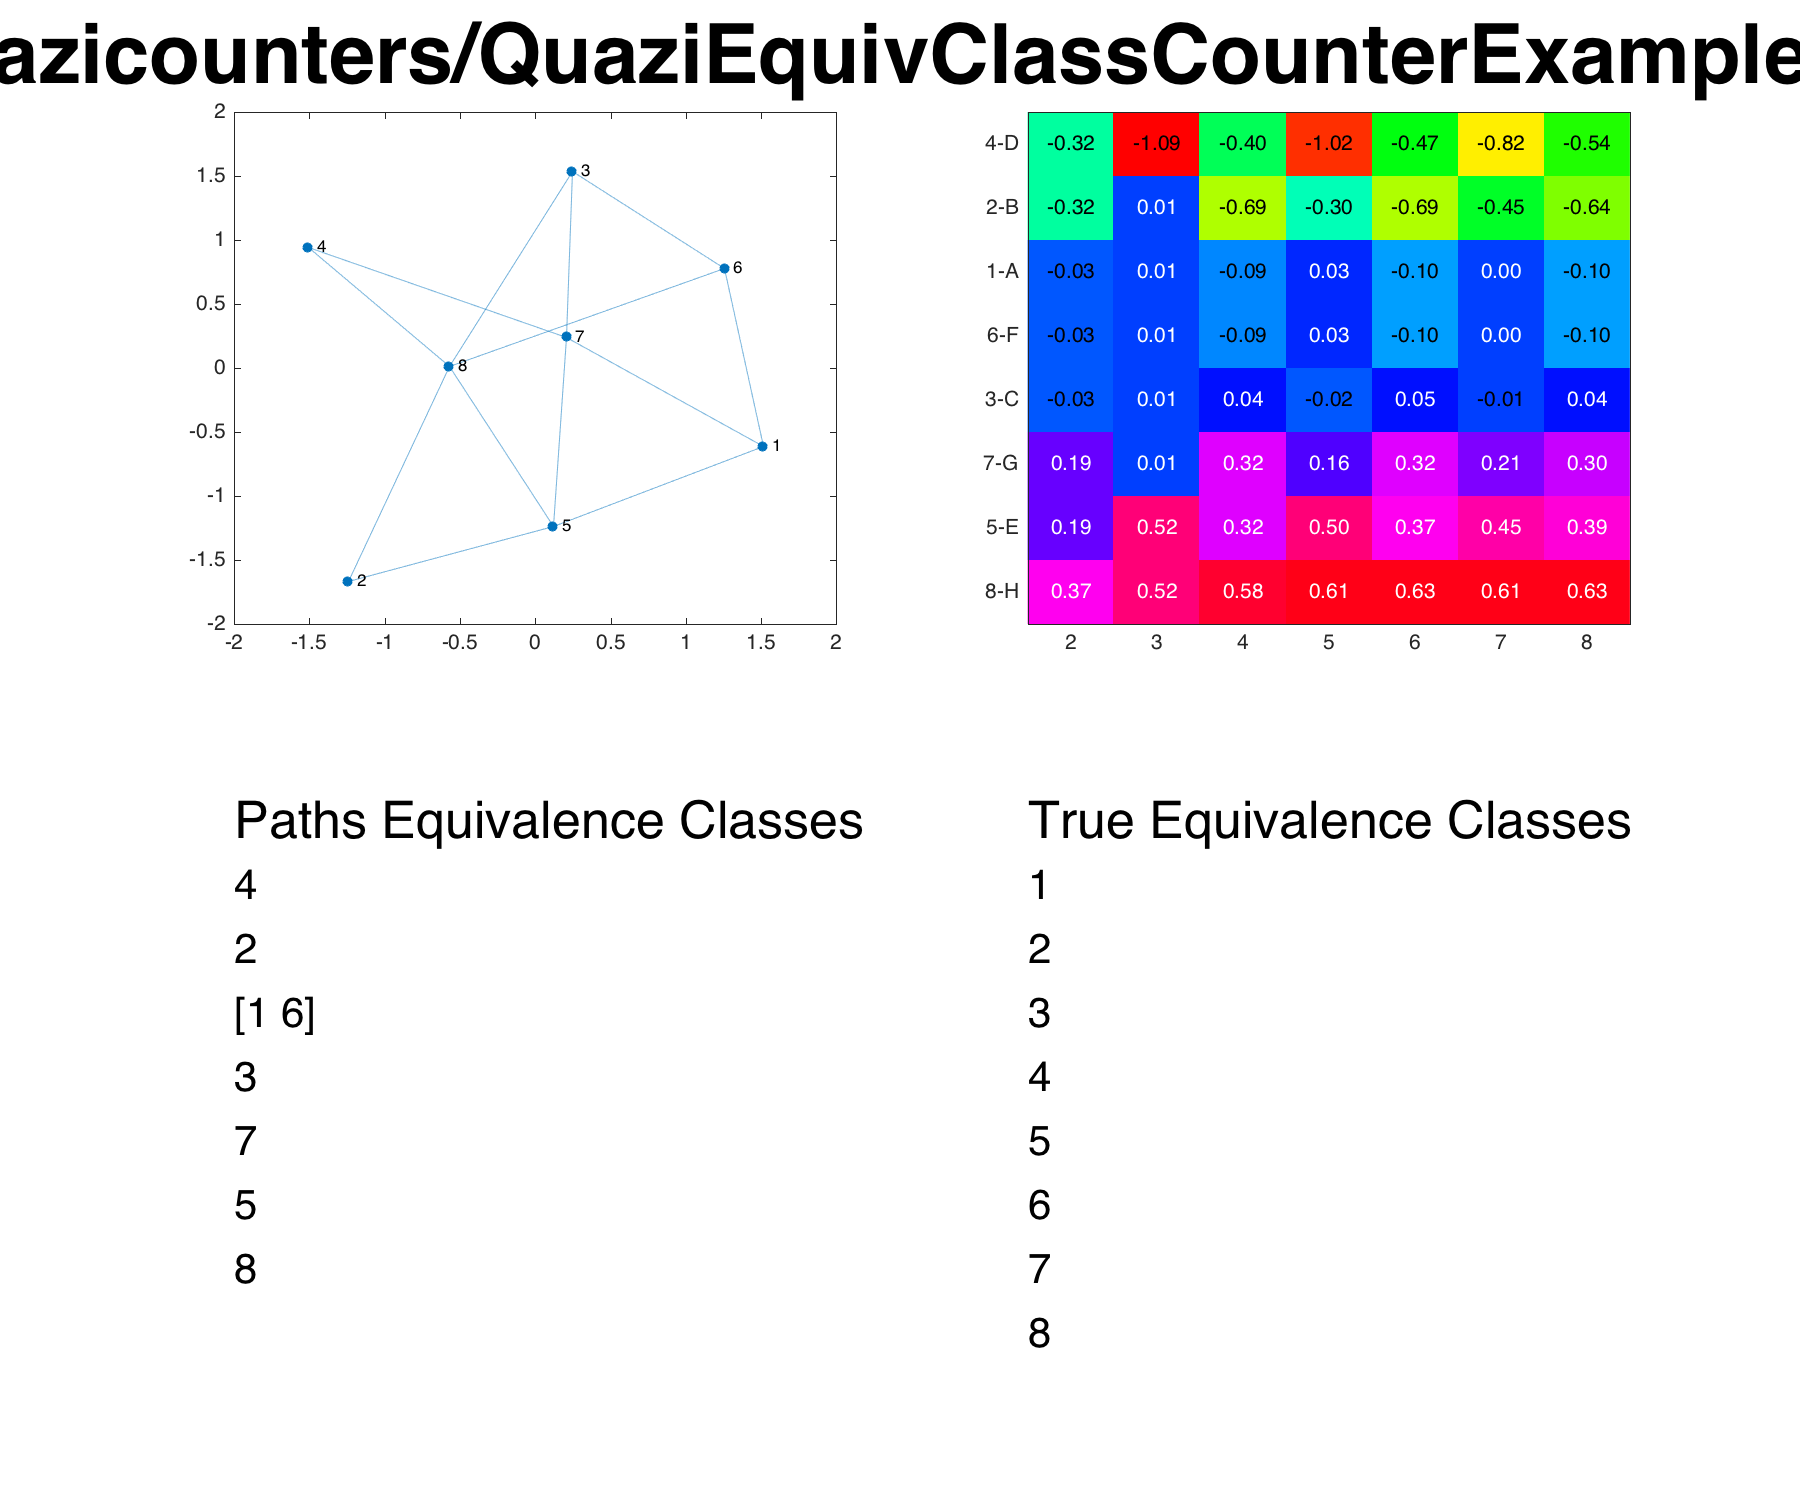 azicounters/QuaziEquivClassCounterExample
2
1.5
1
0.5
0
-0.5
-1
-1.5
-2
-2 -1.5 -1 -0.5 0 0.5 1 1.5 2
3
4
6
7
8
1
5
2
4-D -0.32 -1.09 -0.40 -1.02 -0.47 -0.82 -0.54
2-B -0.32 0.01 -0.69 -0.30 -0.69 -0.45 -0.64
1-A -0.03 0.01 -0.09 0.03 -0.10 0.00 -0.10
6-F -0.03 0.01 -0.09 0.03 -0.10 0.00 -0.10
3-C -0.03 0.01 0.04 -0.02 0.05 -0.01 0.04
7-G 0.19 0.01 0.32 0.16 0.32 0.21 0.30
5-E 0.19 0.52 0.32 0.50 0.37 0.45 0.39
8-H 0.37 0.52 0.58 0.61 0.63 0.61 0.63
2 3 4 5 6 7 8
Paths Equivalence Classes
4
2
[1 6]
3
7
5
8
True Equivalence Classes
1
2
3
4
5
6
7
8